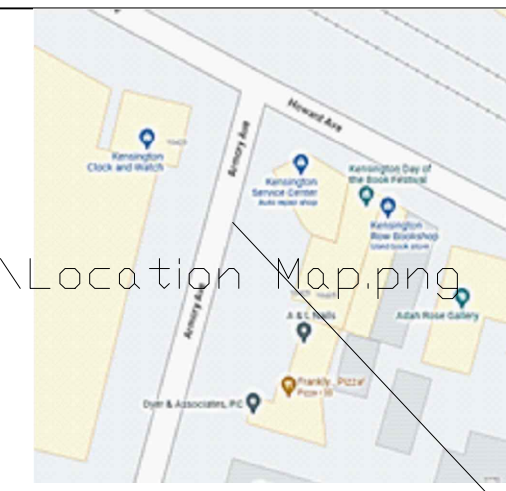 Howard Ave
Armory Ave
Kensington
Clock and Watch
Kensington
Service Center
Auto repair shop
Kensington Day of
the Book Festival
Kensington
Row Bookshop
Used book store
\Location Map.png
Armory Ave
A & L Nails
Adah Rose Gallery
Frankly...Pizza!
Pizza · $$
Dyer & Associates, P.C